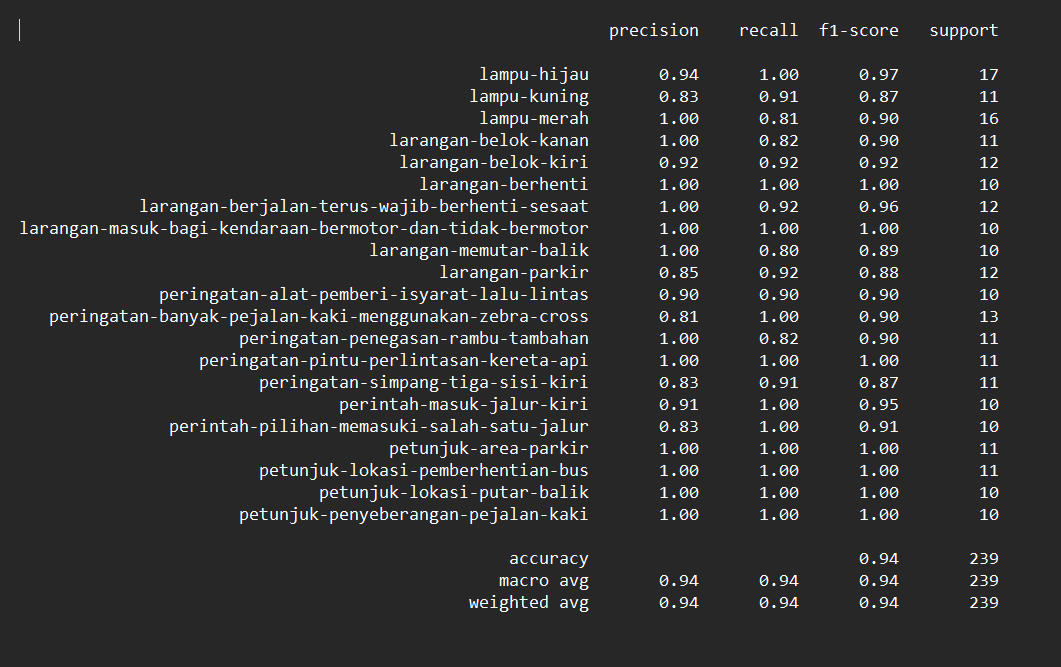 precision recall f1-score support
lampu-hijau 0.94 1.00 0.97 17
lampu-kuning 0.83 0.91 0.87 11
lampu-merah 1.00 0.81 0.90 16
larangan-belok-kanan 1.00 0.82 0.90 11
larangan-belok-kiri 0.92 0.92 0.92 12
larangan-berhenti 1.00 1.00 1.00 10
larangan-berjalan-terus-wajib-berhenti-sesaat 1.00 0.92 0.96 12
larangan-masuk-bagi-kendaraan-bermotor-dan-tidak-bermotor 1.00 1.00 1.00 10
larangan-memutar-balik 1.00 0.80 0.89 10
larangan-parkir 0.85 0.92 0.88 12
peringatan-alat-pemberi-isyarat-lalu-lintas 0.90 0.90 0.90 10
peringatan-banyak-pejalan-kaki-menggunakan-zebra-cross 0.81 1.00 0.90 13
peringatan-penegasan-rambu-tambahan 1.00 0.82 0.90 11
peringatan-pintu-perlintasan-kereta-api 1.00 1.00 1.00 11
peringatan-simpang-tiga-sisi-kiri 0.83 0.91 0.87 11
perintah-masuk-jalur-kiri 0.91 1.00 0.95 10
perintah-pilihan-memasuki-salah-satu-jalur 0.83 1.00 0.91 10
petunjuk-area-parkir 1.00 1.00 1.00 11
petunjuk-lokasi-pemberhentian-bus 1.00 1.00 1.00 11
petunjuk-lokasi-putar-balik 1.00 1.00 1.00 10
petunjuk-penyeberangan-pejalan-kaki 1.00 1.00 1.00 10
accuracy 0.94 239
macro avg 0.94 0.94 0.94 239
weighted avg 0.94 0.94 0.94 239